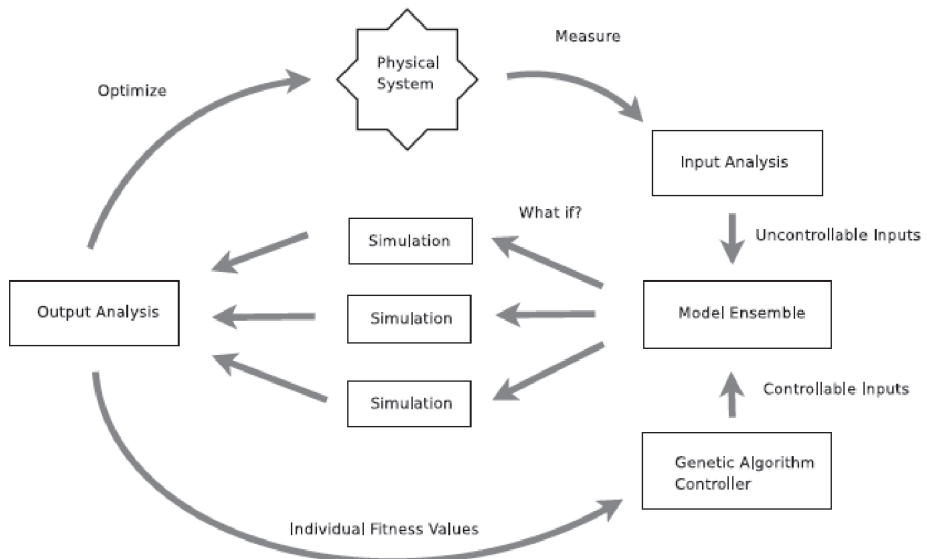 Optimize
Physical
System
Measure
Input Analysis
What if?
Uncontrollable Inputs
Simulation
Output Analysis
Simulation
Model Ensemble
Simulation
Controllable Inputs
Genetic Algorithm
Controller
Individual Fitness Values